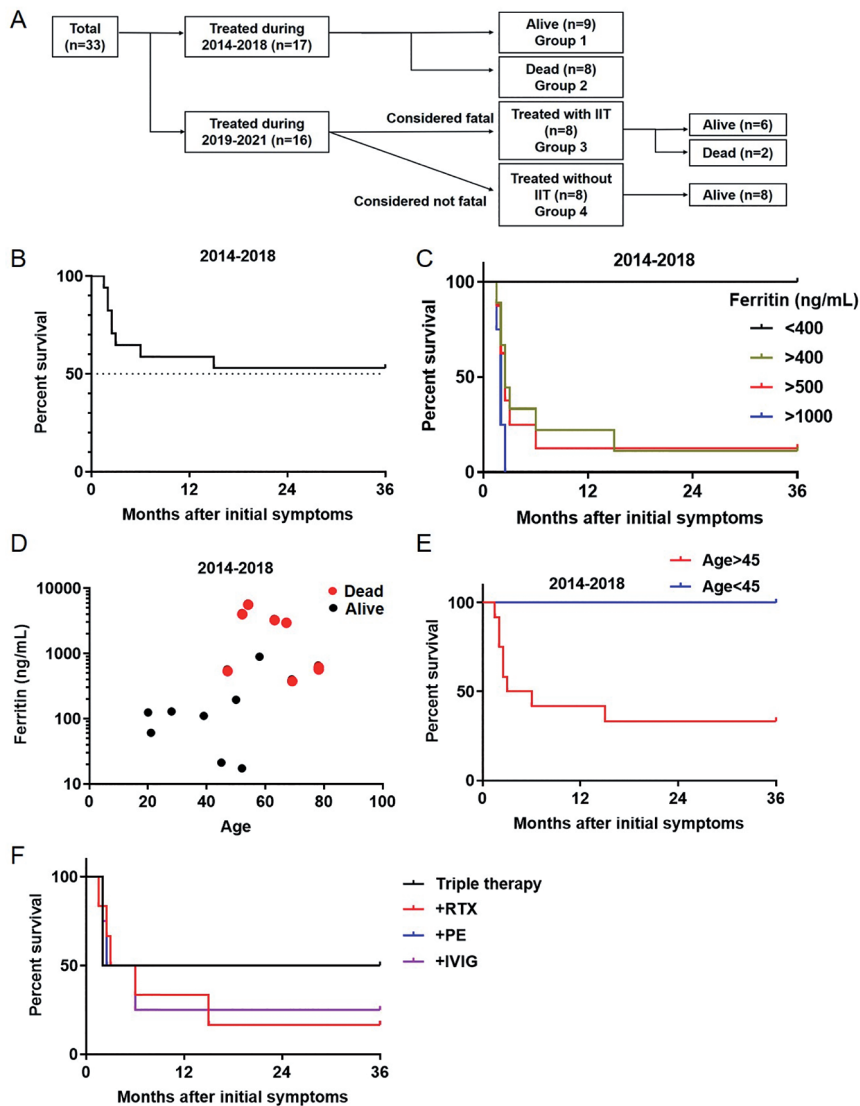 A
Total
(n=33)
Treated during
2014-2018 (n=17)
Alive (n=9)
Group 1
Dead (n=8)
Group 2
Treated during
2019-2021 (n=16)
Considered fatal
Treated with IIT
(n=8)
Group 3
Alive (n=6)
Dead (n=2)
Considered not fatal
Treated without
IIT (n=8)
Group 4
Alive (n=8)
B
2014-2018
Percent survival
100
50
0
0 12 24 36
Months after initial symptoms
C
2014-2018
Percent survival
100
50
0
0 12 24 36
Months after initial symptoms
Ferritin (ng/mL)
<400
>400
>500
>1000
D
2014-2018
Dead
Alive
Ferritin (ng/mL)
10000
1000
100
10
0 20 40 60 80 100
Age
E
2014-2018
Age>45
Age<45
Percent survival
100
50
0
0 12 24 36
Months after initial symptoms
F
Percent survival
100
50
0
0 12 24 36
Months after initial symptoms
Triple therapy
+RTX
+PE
+IVIG